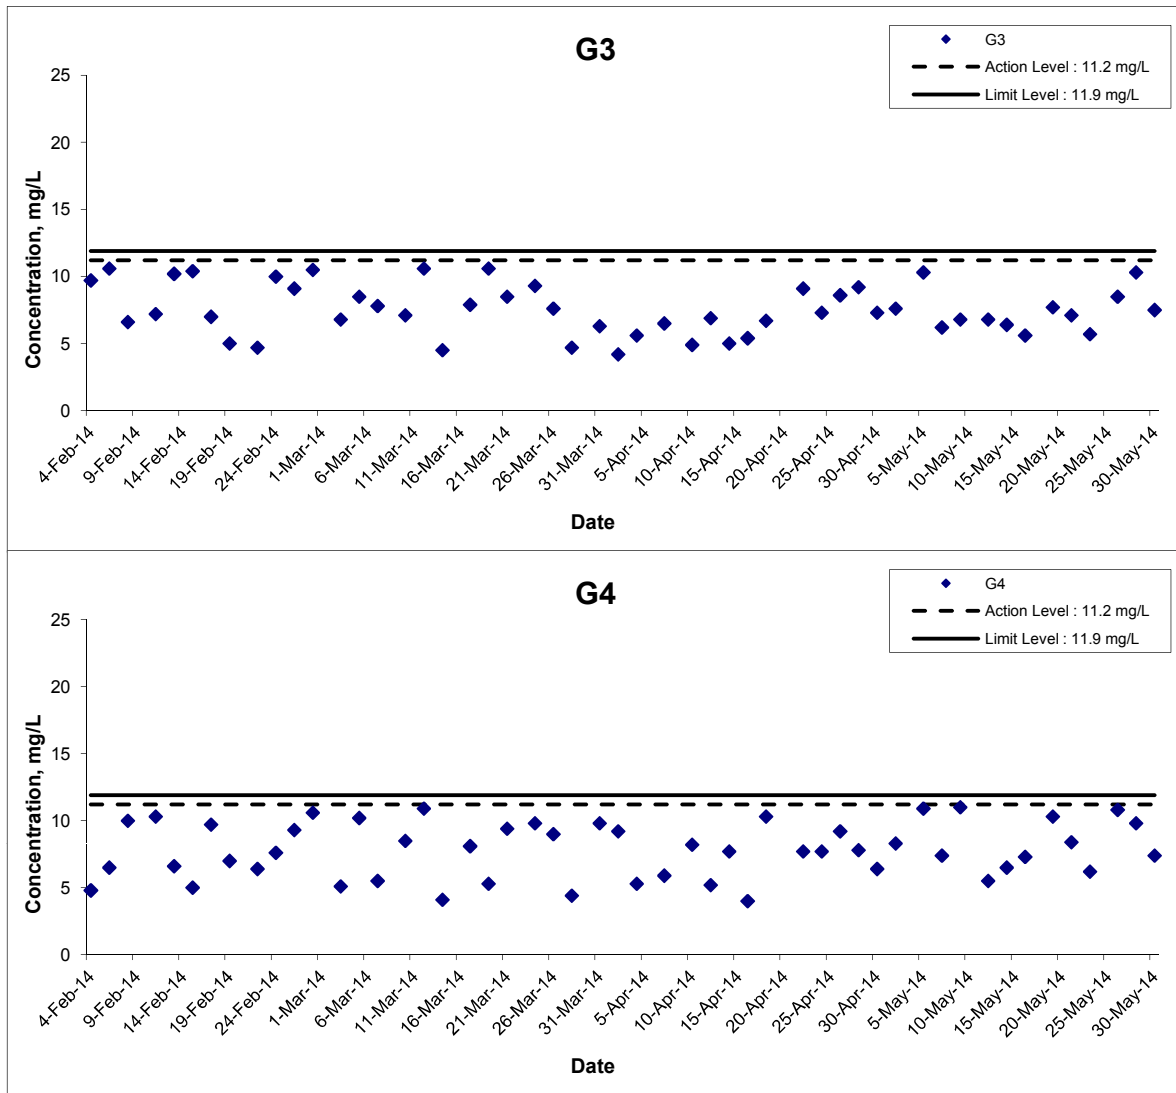 G3
G3
Action Level : 11.2 mg/L
Limit Level : 11.9 mg/L
25
20
15
10
5
0
Concentration, mg/L
4-Feb-14
9-Feb-14
14-Feb-14
19-Feb-14
24-Feb-14
1-Mar-14
6-Mar-14
11-Mar-14
16-Mar-14
21-Mar-14
26-Mar-14
31-Mar-14
5-Apr-14
10-Apr-14
15-Apr-14
20-Apr-14
25-Apr-14
30-Apr-14
5-May-14
10-May-14
15-May-14
20-May-14
25-May-14
30-May-14
Date
G4
G4
Action Level : 11.2 mg/L
Limit Level : 11.9 mg/L
25
20
15
10
5
0
Concentration, mg/L
4-Feb-14
9-Feb-14
14-Feb-14
19-Feb-14
24-Feb-14
1-Mar-14
6-Mar-14
11-Mar-14
16-Mar-14
21-Mar-14
26-Mar-14
31-Mar-14
5-Apr-14
10-Apr-14
15-Apr-14
20-Apr-14
25-Apr-14
30-Apr-14
5-May-14
10-May-14
15-May-14
20-May-14
25-May-14
30-May-14
Date